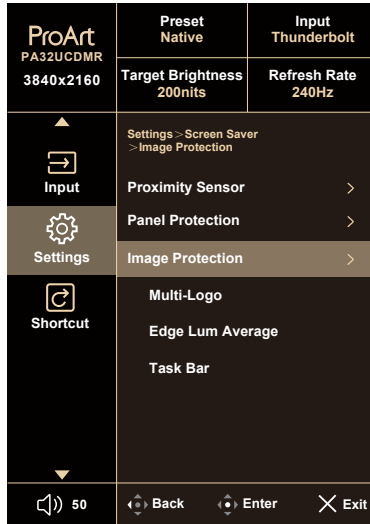 ProArt
PA32UCDMR
3840x2160
Preset
Native
Input
Thunderbolt
Target Brightness
200nits
Refresh Rate
240Hz
Input
Settings
Shortcut
Settings>Screen Saver
>Image Protection
Proximity Sensor
Panel Protection
Image Protection
Multi-Logo
Edge Lum Average
Task Bar
50
Back
Enter
Exit